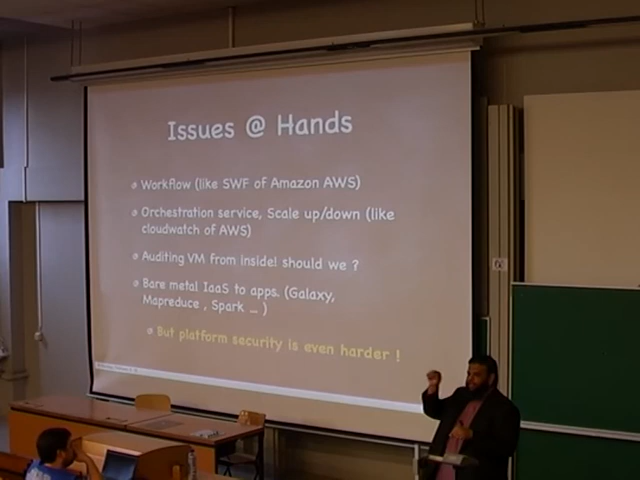 Issues @ Hands
Workflow (like SWF of Amazon AWS)
Orchestration service, Scale up/down (like
cloudwatch of AWS)
Auditing VM from inside! should we ?
Bare metal IaaS to apps. (Galaxy,
Mapreduce , Spark … )
But platform security is even harder !